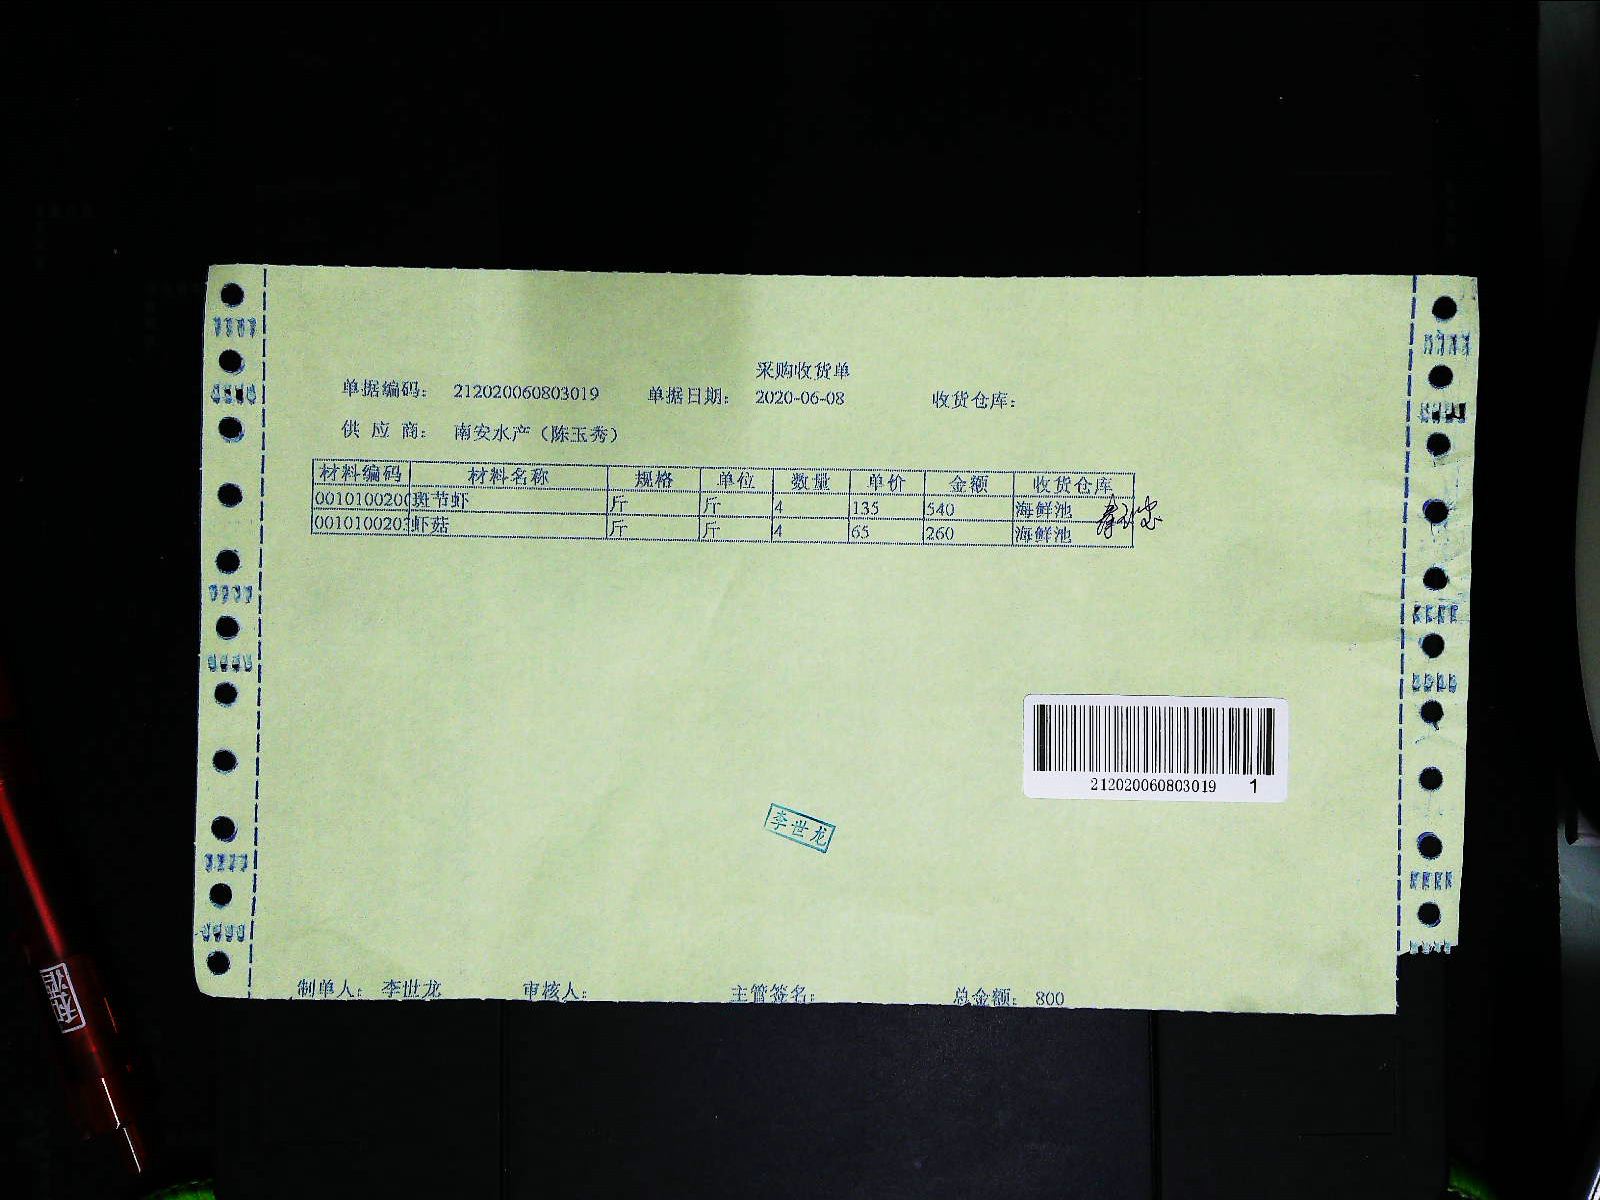 采购收货单
单据编码： 212020060803019 单据日期： 2020-06-08 收货仓库：
供 应 商： 南安水产（陈玉秀）
材料编码 材料名称 规格 单位 数量 单价 金额 收货仓库
0010100200 斑节虾 斤 斤 4 135 540 海鲜池
0010100203 虾菇 斤 斤 4 65 260 海鲜池
212020060803019 1
李世龙
制单人： 李世龙 审核人： 主管签名： 总金额： 800